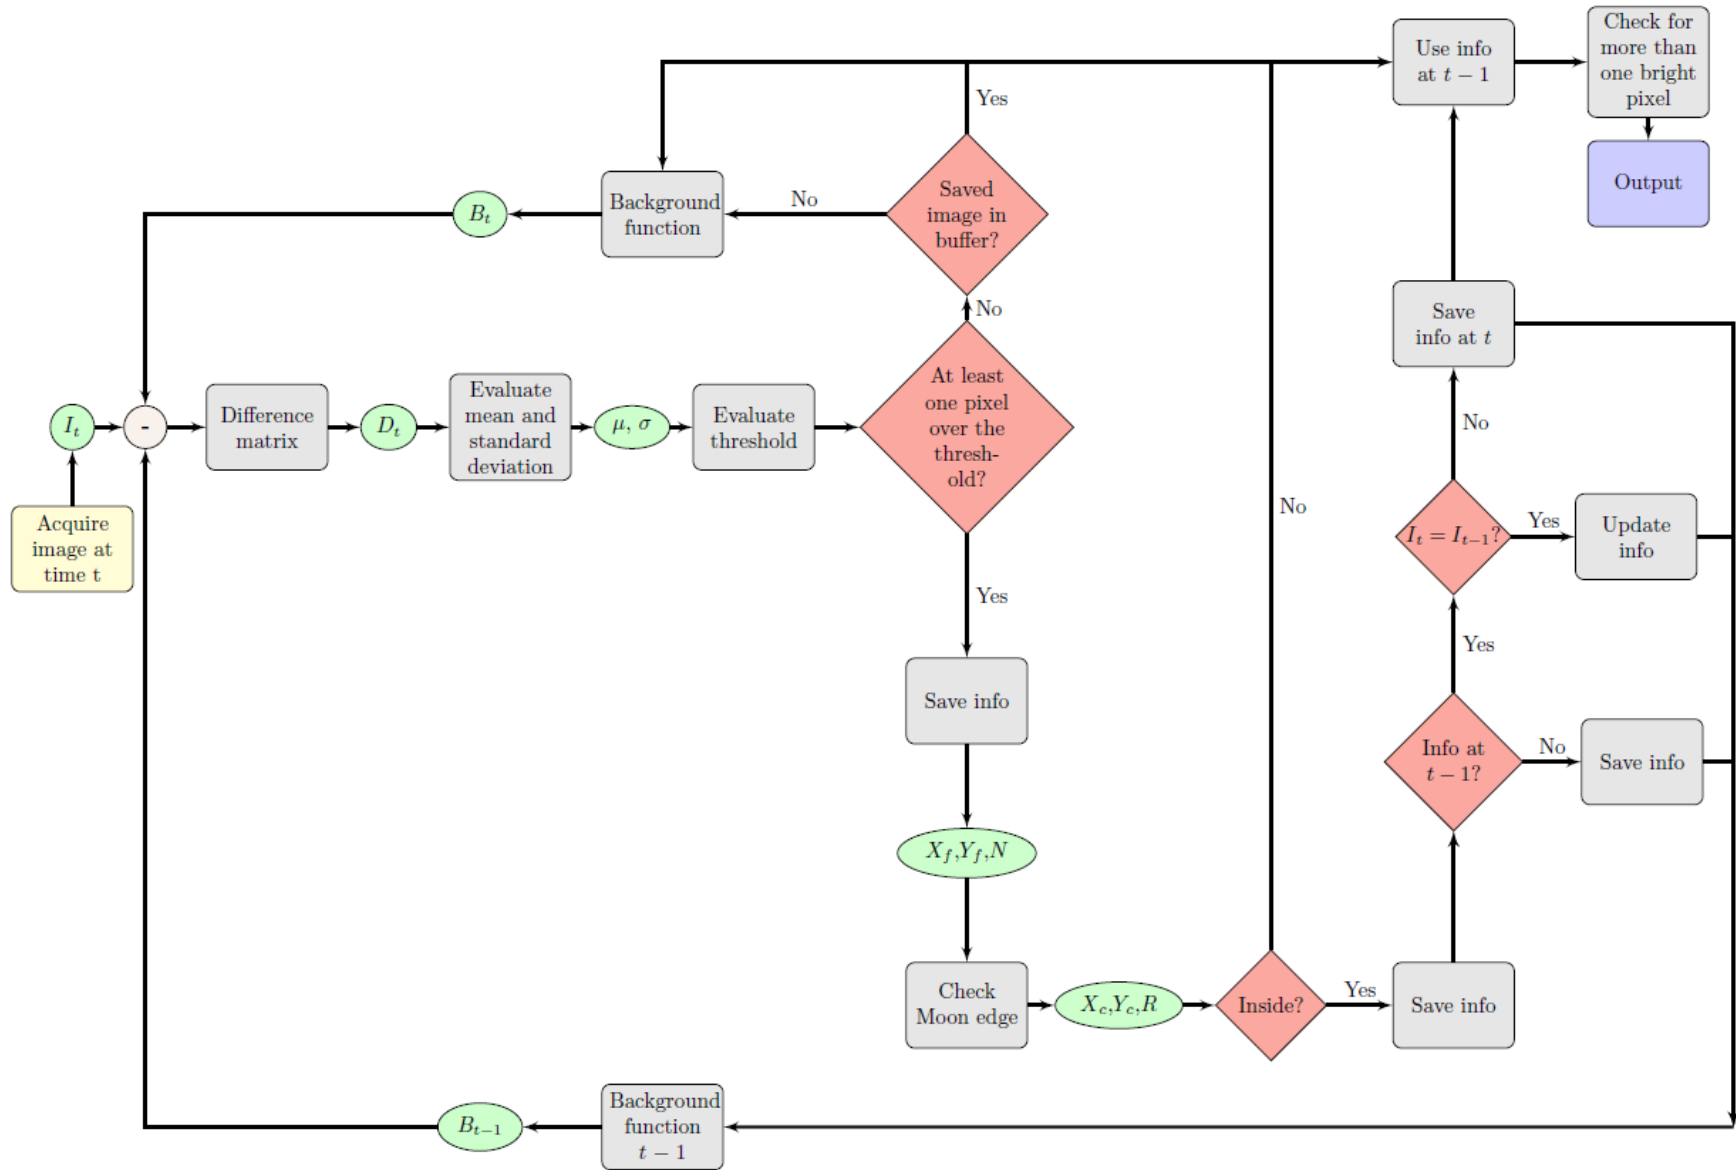 Use info
at t − 1
Check for
more than
one bright
pixel
Output
Yes
Saved
image in
buffer?
No
Background
function
B_t
No
Save
info at t
At least
one pixel
over the
thresh-
old?
Evaluate
threshold
μ, σ
Evaluate
mean and
standard
deviation
D_t
Difference
matrix
-
I_t
Acquire
image at
time t
No
No
I_t = I_{t−1}?
Yes
Update
info
Yes
Yes
Save info
Info at
t − 1?
No
Save info
X_f,Y_f,N
Check
Moon edge
X_c,Y_c,R
Inside?
Yes
Save info
Background
function
t − 1
B_{t−1}